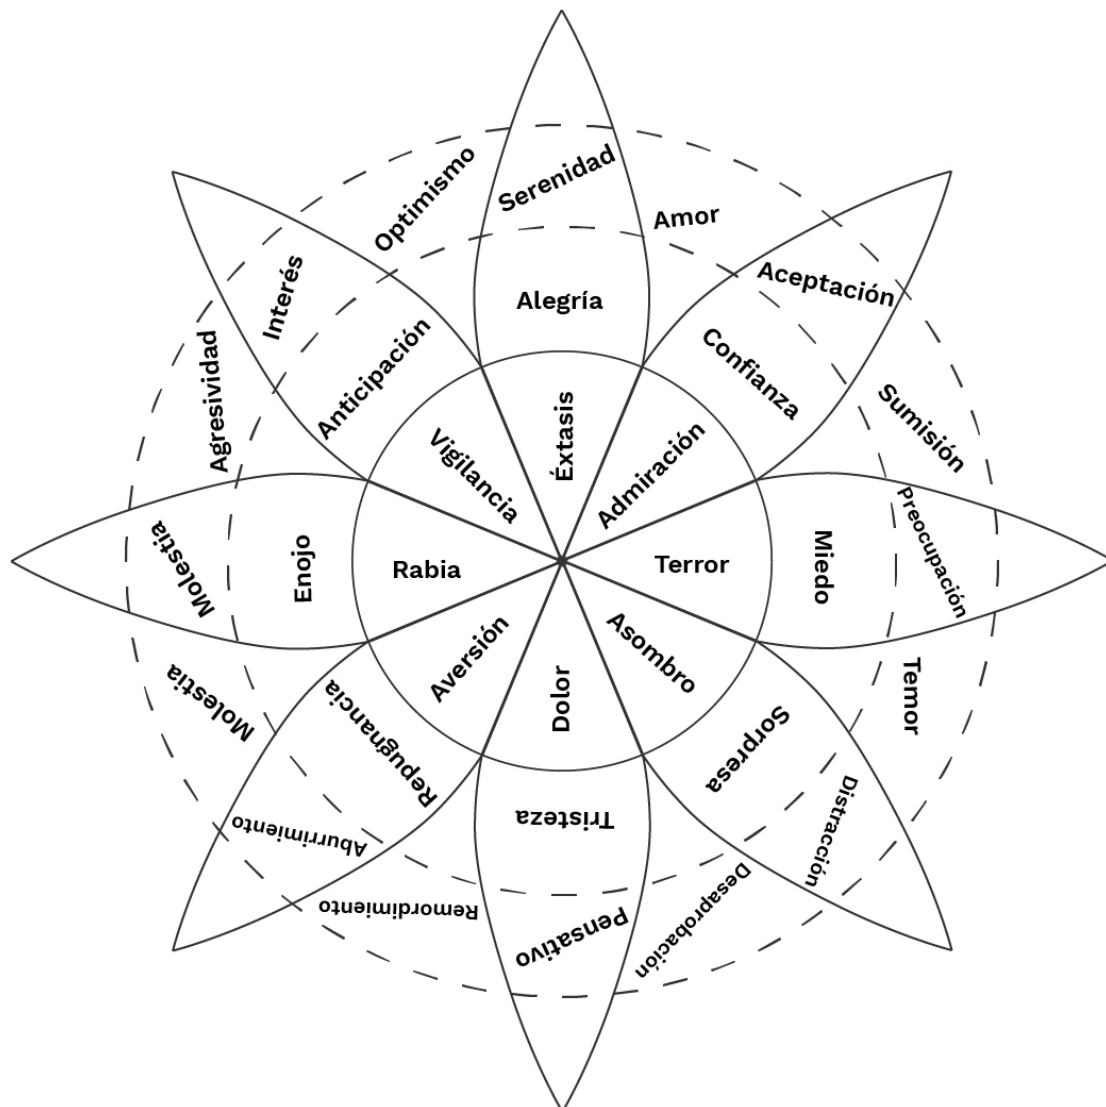 Optimismo
Serenidad
Amor
Interés
Aceptación
Alegría
Agresividad
Anticipación
Confianza
Sumisión
Vigilancia
Éxtasis
Admiración
Molestia
Enojo
Rabia
Terror
Miedo
Preocupación
Aversión
Dolor
Asombro
Molestia
Repugnancia
Sorpresa
Temor
Aburrimiento
Tristeza
Distracción
Remordimiento
Pensativo
Desaprobación